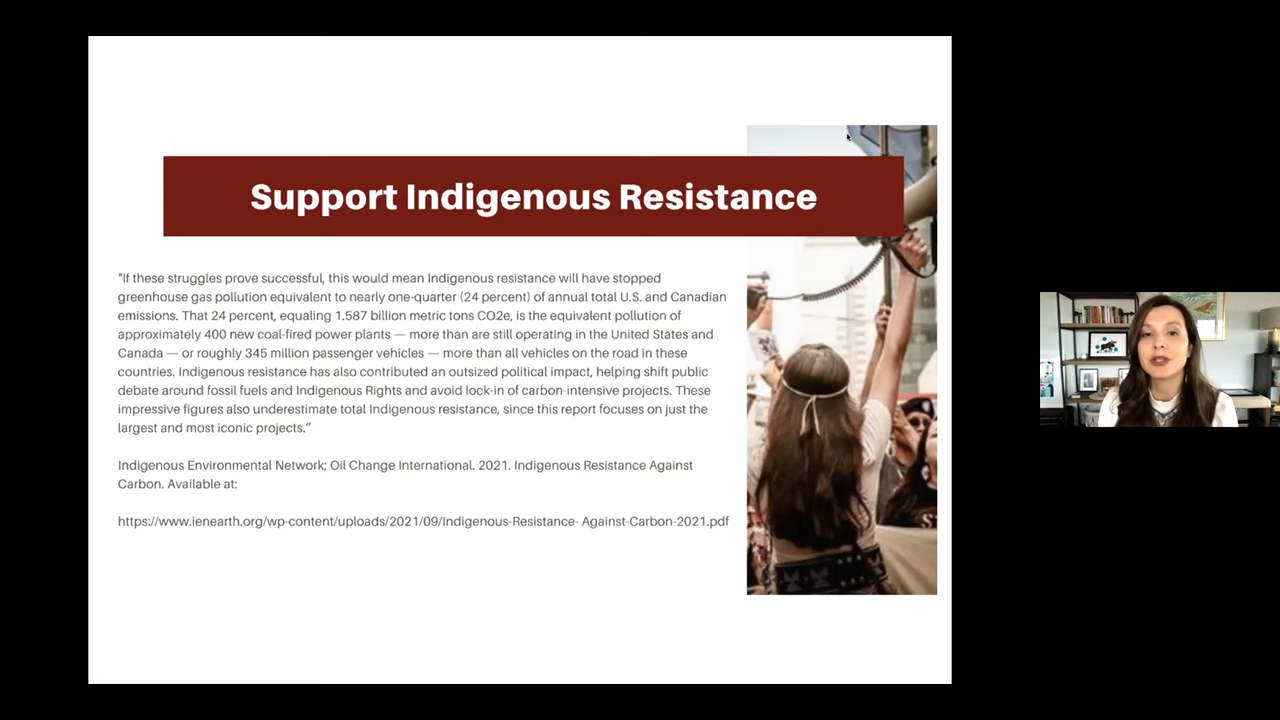 Support Indigenous Resistance
"If these struggles prove successful, this would mean Indigenous resistance will have stopped
greenhouse gas pollution equivalent to nearly one-quarter (24 percent) of annual total U.S. and Canadian
emissions. That 24 percent, equaling 1.587 billion metric tons CO2e, is the equivalent pollution of
approximately 400 new coal-fired power plants — more than are still operating in the United States and
Canada — or roughly 345 million passenger vehicles — more than all vehicles on the road in these
countries. Indigenous resistance has also contributed an outsized political impact, helping shift public
debate around fossil fuels and Indigenous Rights and avoid lock-in of carbon-intensive projects. These
impressive figures also underestimate total Indigenous resistance, since this report focuses on just the
largest and most iconic projects.”
Indigenous Environmental Network; Oil Change International. 2021. Indigenous Resistance Against
Carbon. Available at:
https://www.ienearth.org/wp-content/uploads/2021/09/Indigenous-Resistance- Against-Carbon-2021.pdf